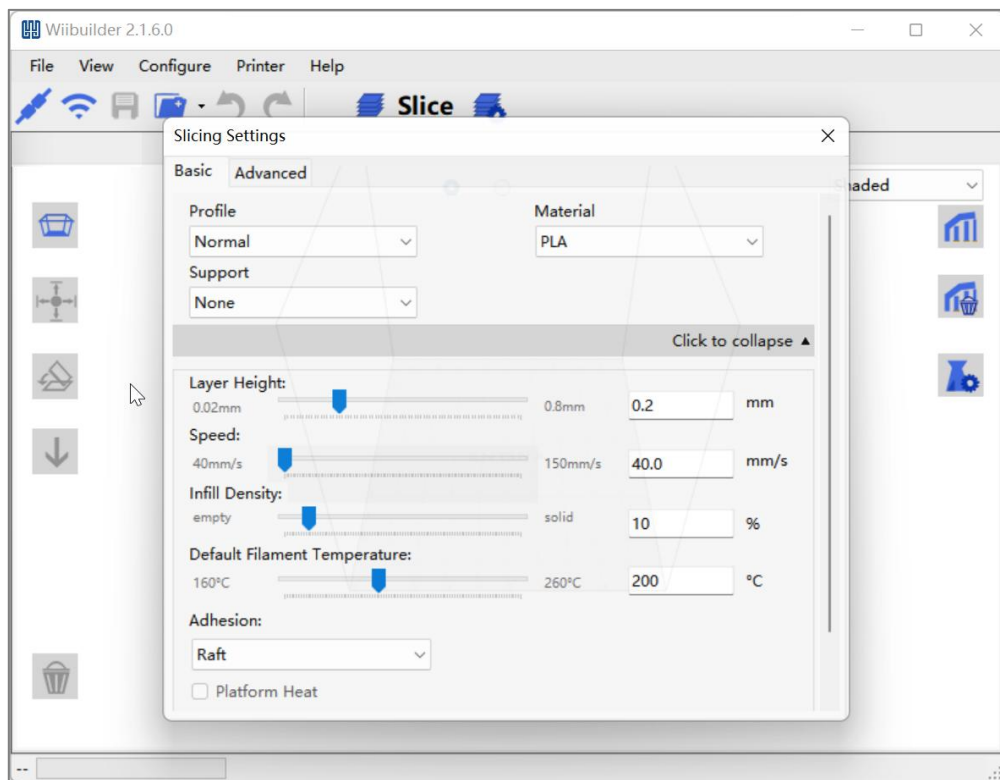 Wiibuilder 2.1.6.0
File View Configure Printer Help
Slice
Slicing Settings
Basic Advanced
haded
Profile Material
Normal PLA
Support
None
Click to collapse ▲
Layer Height:
0.02mm 0.8mm 0.2 mm
Speed:
40mm/s 150mm/s 40.0 mm/s
Infill Density:
empty solid 10 %
Default Filament Temperature:
160°C 260°C 200 °C
Adhesion:
Raft
Platform Heat
--